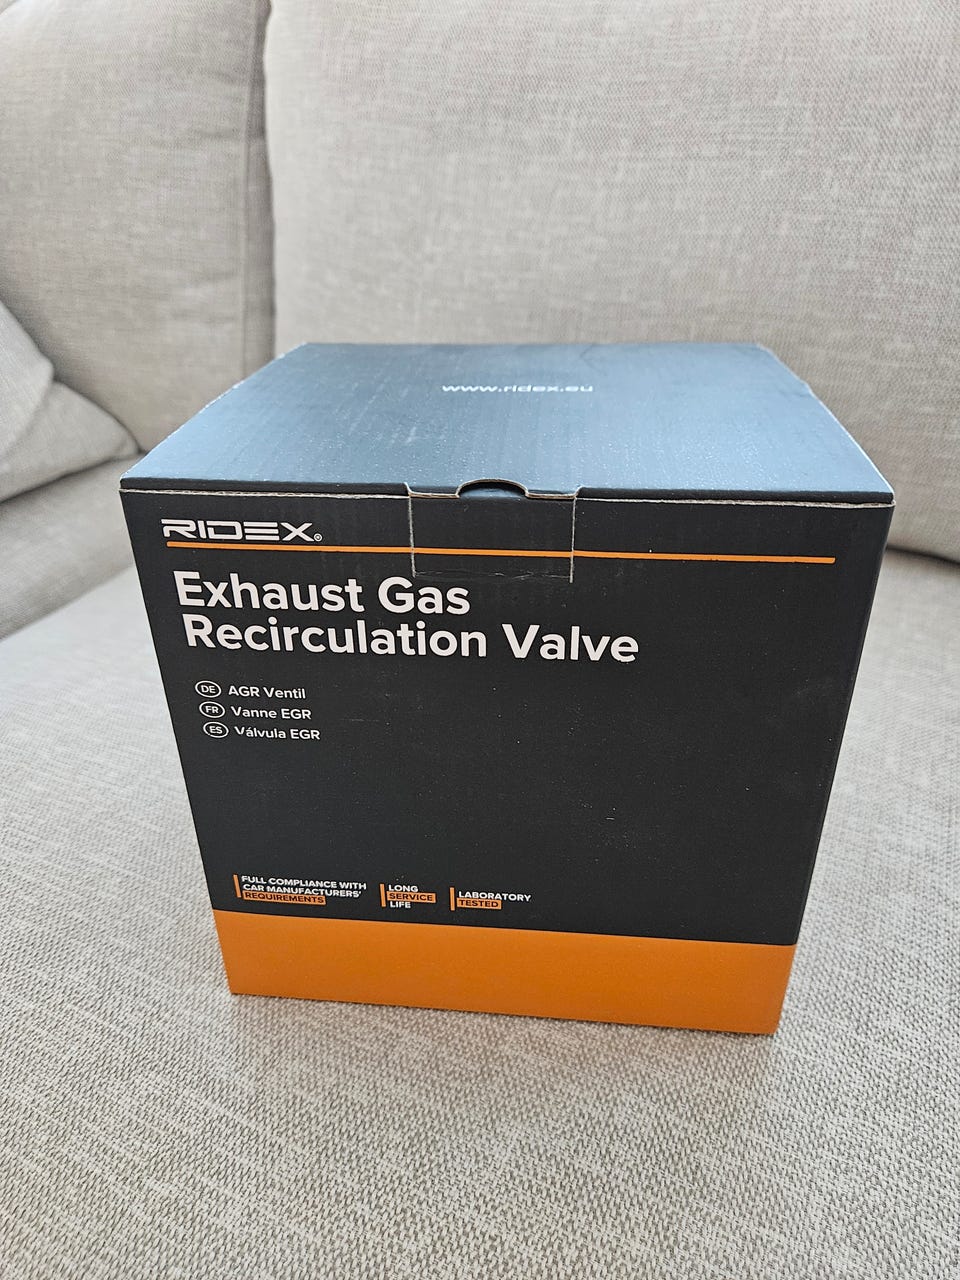 www.ridex.eu
RIDEX®
Exhaust Gas
Recirculation Valve
DE AGR Ventil
FR Vanne EGR
ES Válvula EGR
FULL COMPLIANCE WITH
CAR MANUFACTURERS'
REQUIREMENTS
LONG
SERVICE
LIFE
LABORATORY
TESTED